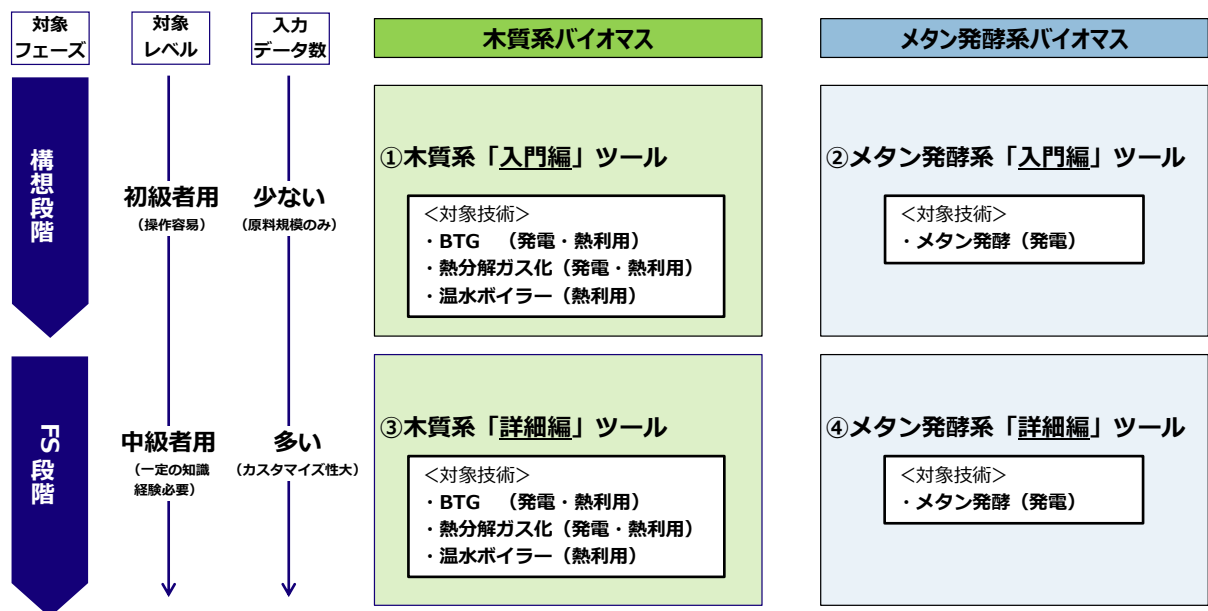 対象
フェーズ
対象
レベル
入力
データ数
木質系バイオマス
メタン発酵系バイオマス
構想段階
初級者用
（操作容易）
少ない
（原料規模のみ）
①木質系「入門編」ツール
＜対象技術＞
・BTG　（発電・熱利用）
・熱分解ガス化（発電・熱利用）
・温水ボイラー（熱利用）
②メタン発酵系「入門編」ツール
＜対象技術＞
・メタン発酵（発電）
FS段階
中級者用
（一定の知識
経験必要）
多い
（カスタマイズ性大）
③木質系「詳細編」ツール
＜対象技術＞
・BTG　（発電・熱利用）
・熱分解ガス化（発電・熱利用）
・温水ボイラー（熱利用）
④メタン発酵系「詳細編」ツール
＜対象技術＞
・メタン発酵（発電）